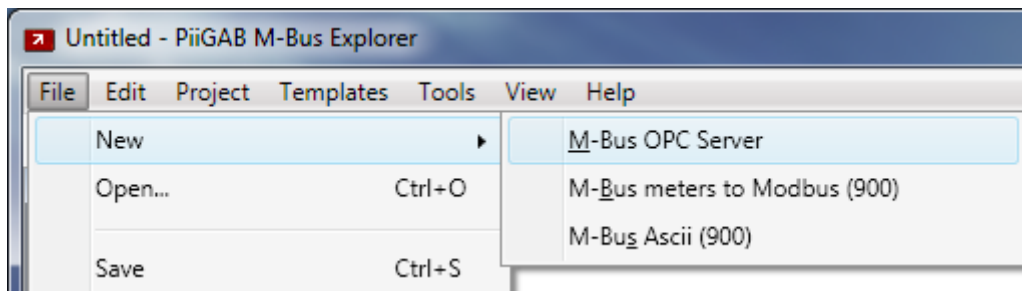 Untitled - PiiGAB M-Bus Explorer
File Edit Project Templates Tools View Help
New M-Bus OPC Server
Open... Ctrl+O M-Bus meters to Modbus (900)
M-Bus Ascii (900)
Save Ctrl+S